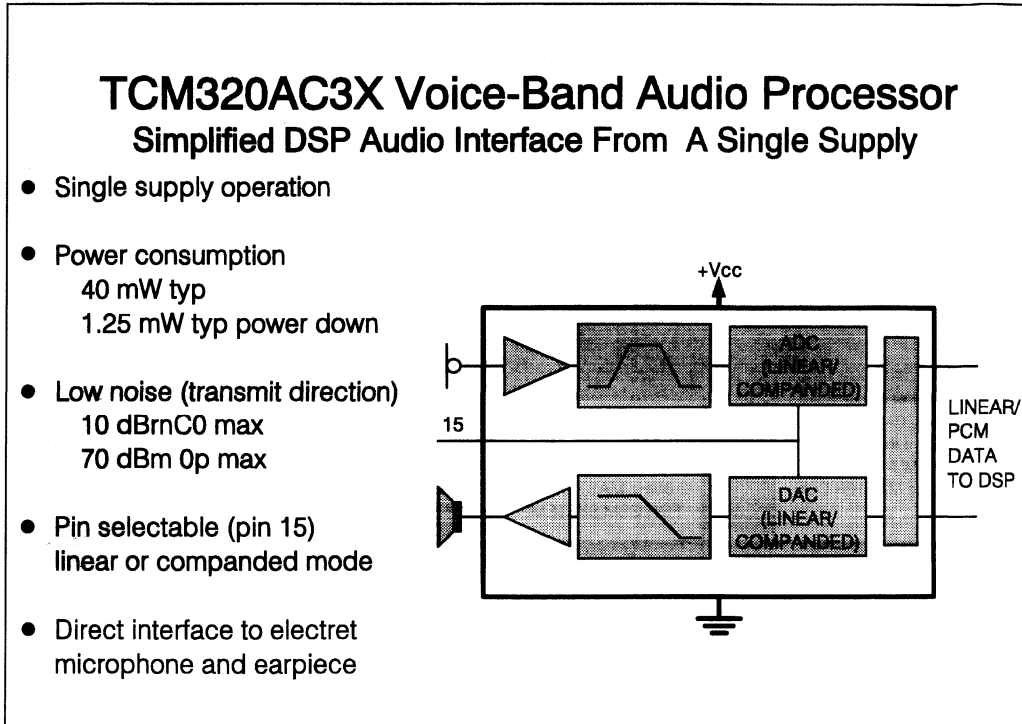 TCM320AC3X Voice-Band Audio Processor
Simplified DSP Audio Interface From A Single Supply
● Single supply operation
● Power consumption
40 mW typ
1.25 mW typ power down
● Low noise (transmit direction)
10 dBrnC0 max
70 dBm 0p max
● Pin selectable (pin 15)
linear or companded mode
● Direct interface to electret
microphone and earpiece
+Vcc
ADC
(LINEAR/
COMPANDED)
15
DAC
(LINEAR/
COMPANDED)
LINEAR/
PCM
DATA
TO DSP